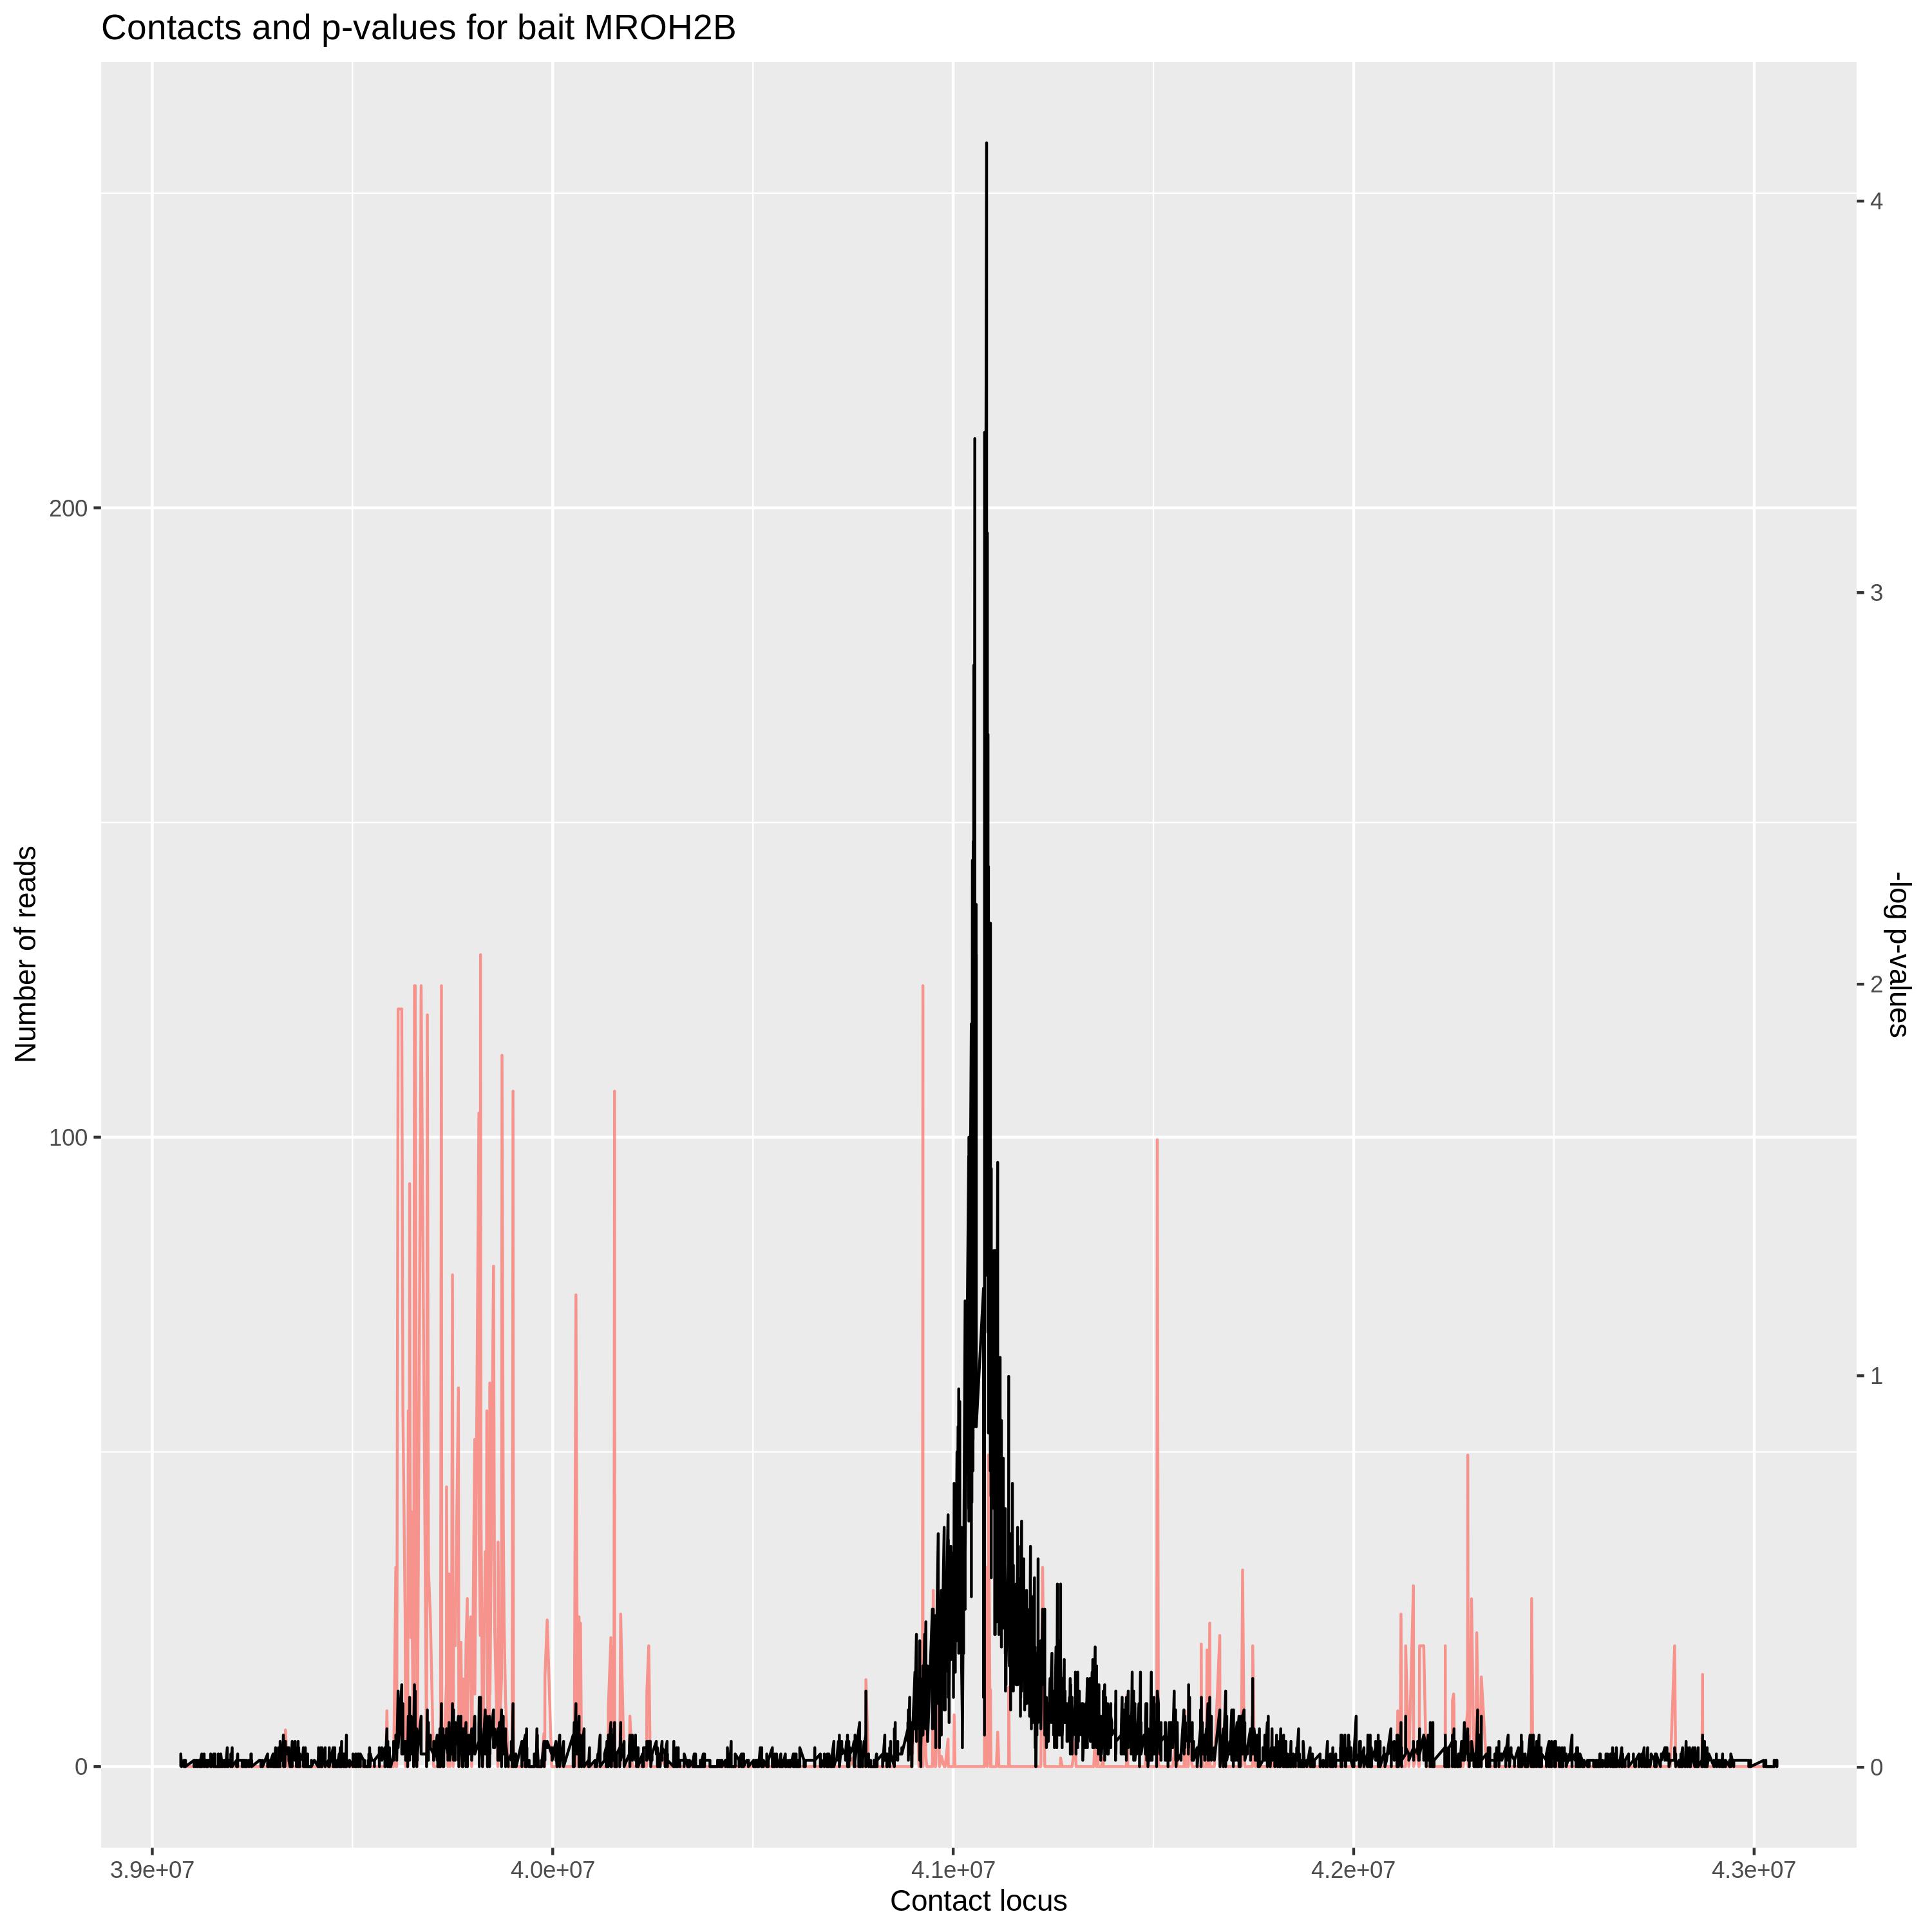 Contacts and p-values for bait MROH2B
Number of reads
200
100
0
4
3
2
1
0
-log p-values
3.9e+07
4.0e+07
4.1e+07
4.2e+07
4.3e+07
Contact locus